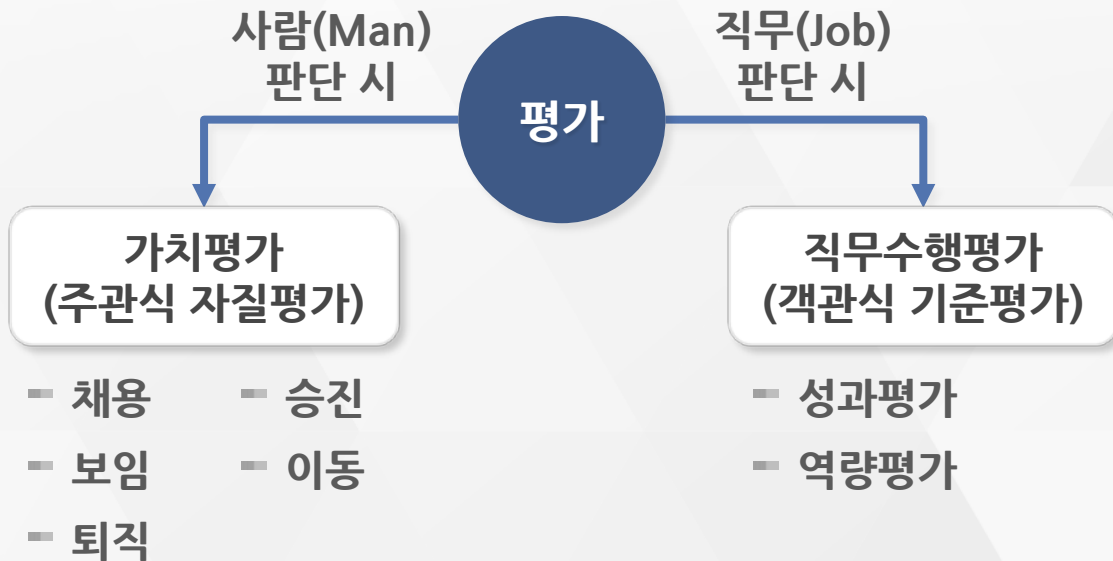 사람(Man)
판단 시
평가
직무(Job)
판단 시
가치평가
(주관식 자질평가)
채용
승진
보임
이동
퇴직
직무수행평가
(객관식 기준평가)
성과평가
역량평가